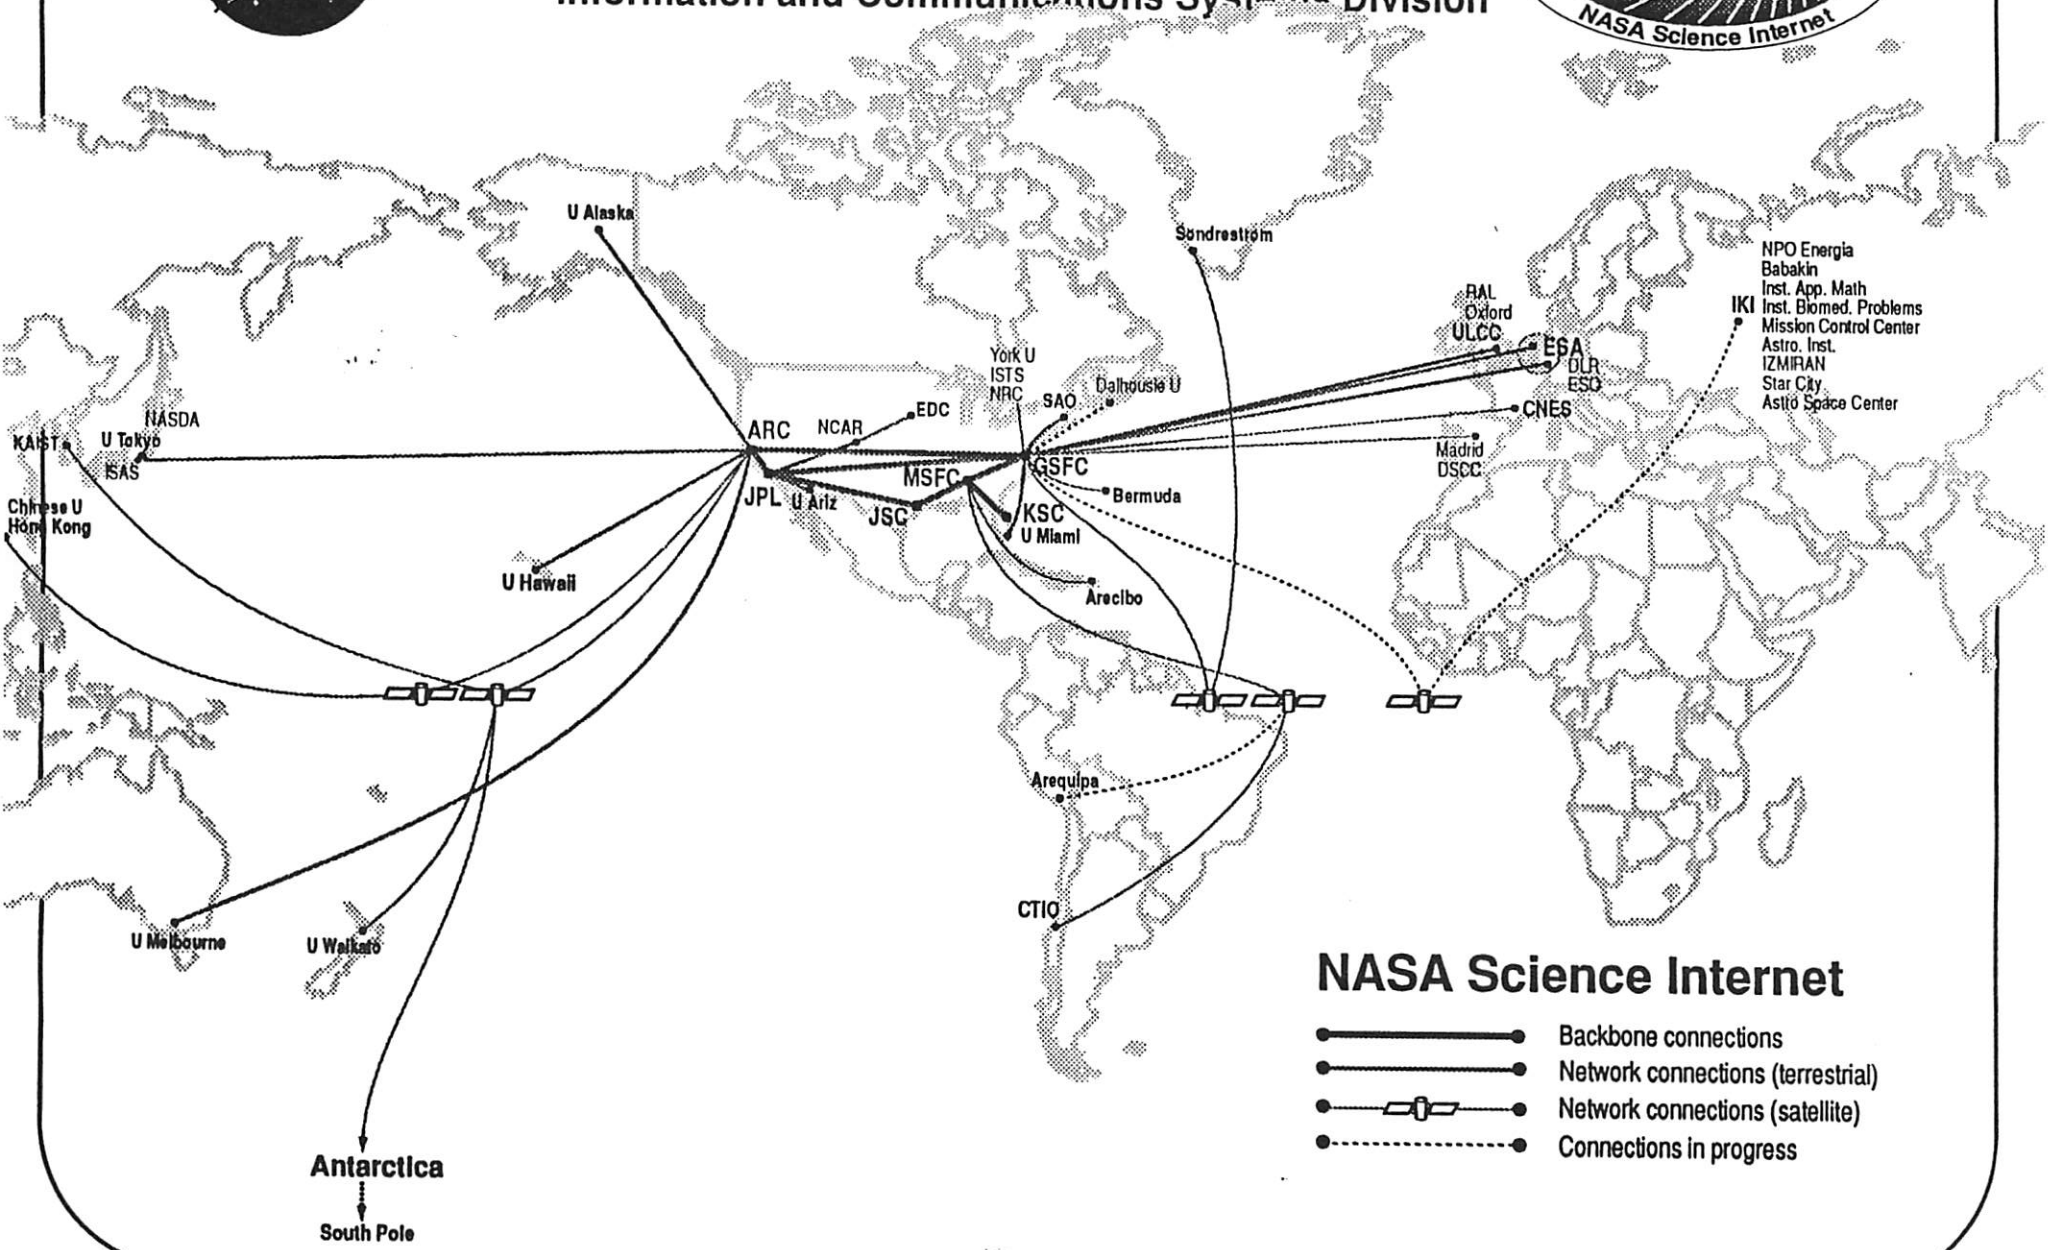 Information and Communications Systems Division
NASA Science Internet
U Alaska
Sondrestrom
NPO Energia
Babakin
Inst. App. Math
IKI Inst. Biomed. Problems
Mission Control Center
Astro. Inst.
IZMIRAN
Star City
Astro Space Center
RAL
Oxford
ULCC
ESA
DLR
ESO
CNES
Madrid
DSCC
York U
ISTS
NRC
Dalhousie U
SAO
EDC
NCAR
ARC
NASDA
KAIST
U Tokyo
ISAS
GSFC
MSFC
JPL
U Ariz
JSC
Bermuda
KSC
U Miami
Chinese U
Hong Kong
U Hawaii
Arecibo
Arequipa
CTIO
U Melbourne
U Waikato
Antarctica
South Pole
NASA Science Internet
Backbone connections
Network connections (terrestrial)
Network connections (satellite)
Connections in progress